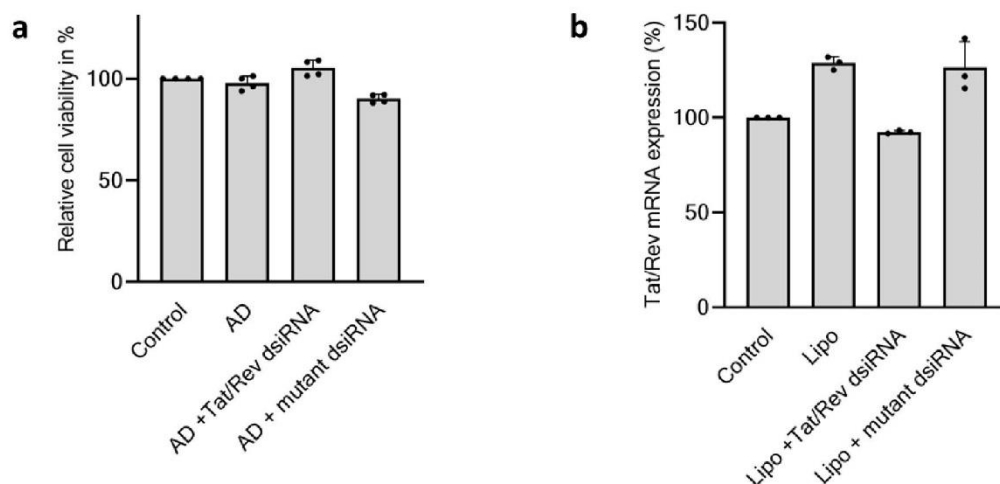 a
Relative cell viability in %
100
50
0
Control
AD
AD +Tat/Rev dsiRNA
AD + mutant dsiRNA
b
Tat/Rev mRNA expression (%)
150
100
50
0
Control
Lipo
Lipo +Tat/Rev dsiRNA
Lipo + mutant dsiRNA